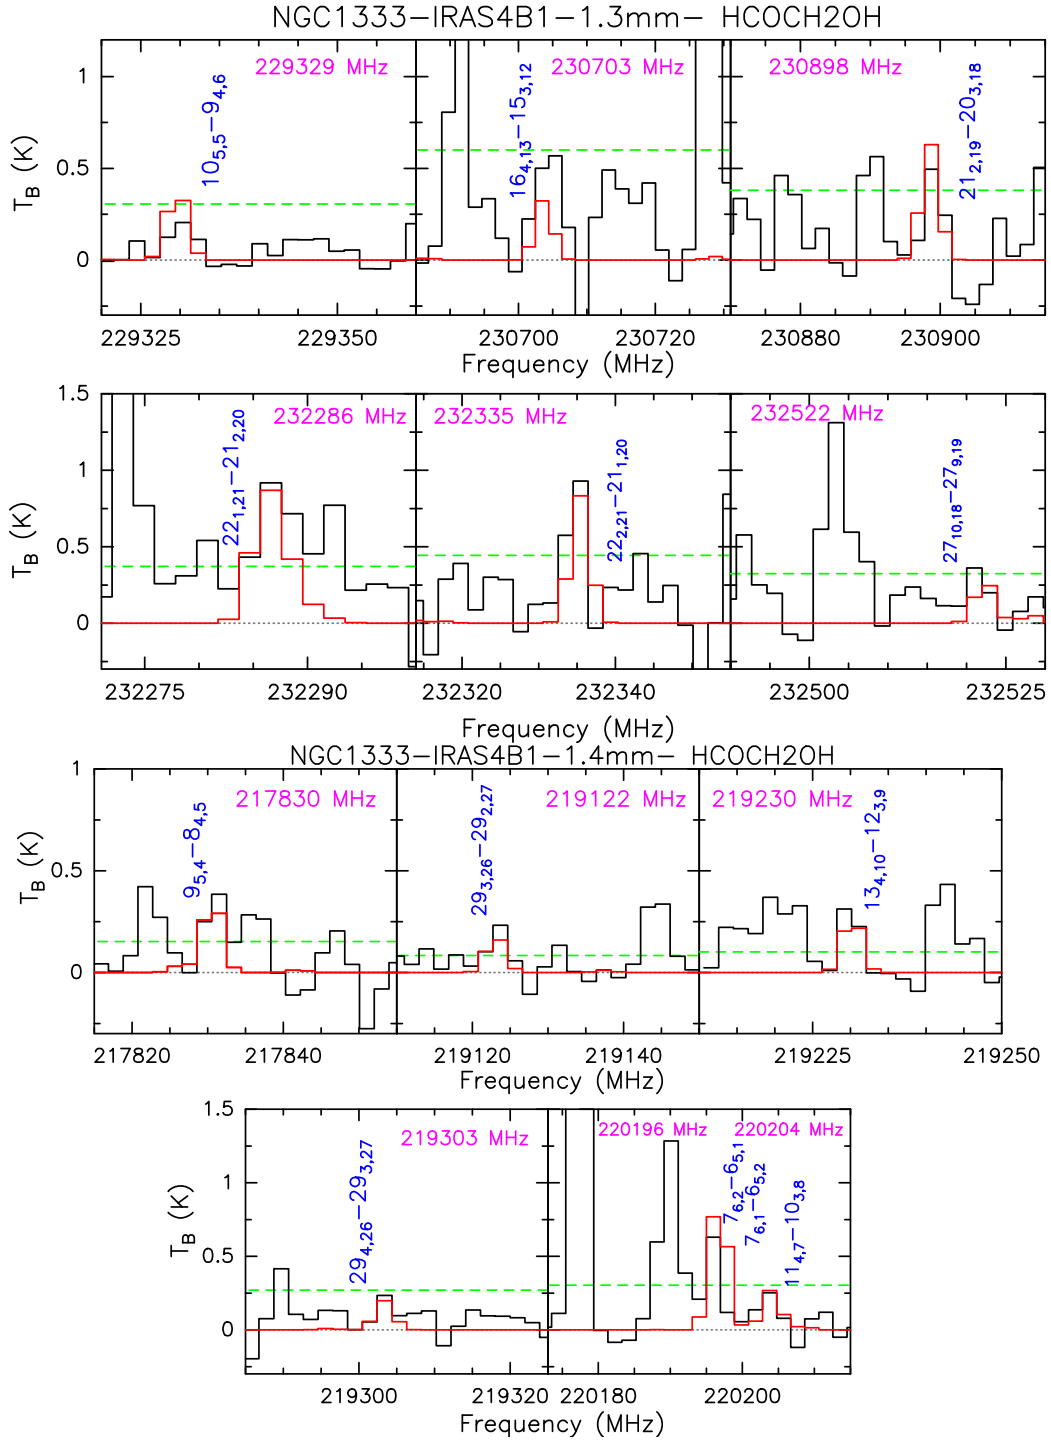 NGC1333-IRAS4B1-1.3mm- HCOCH2OH
229329 MHz 230703 MHz 230898 MHz
10_{5,5}-9_{4,6} 16_{4,13}-15_{3,12} 21_{2,19}-20_{3,18}
T_B (K)
1
0.5
0
229325 229350 230700 230720 230880 230900
Frequency (MHz)
232286 MHz 232335 MHz 232522 MHz
22_{1,21}-21_{2,20} 22_{2,21}-21_{1,20} 27_{10,18}-27_{9,19}
T_B (K)
1.5
1
0.5
0
232275 232290 232320 232340 232500 232525
Frequency (MHz)
NGC1333-IRAS4B1-1.4mm- HCOCH2OH
217830 MHz 219122 MHz 219230 MHz
9_{5,4}-8_{4,5} 29_{3,26}-29_{2,27} 13_{4,10}-12_{3,9}
T_B (K)
1
0.5
0
217820 217840 219120 219140 219225 219250
Frequency (MHz)
219303 MHz 220196 MHz 220204 MHz
29_{4,26}-29_{3,27} 7_{6,2}-6_{5,1} 7_{6,1}-6_{5,2} 11_{4,7}-10_{3,8}
T_B (K)
1.5
1
0.5
0
219300 219320 220180 220200
Frequency (MHz)